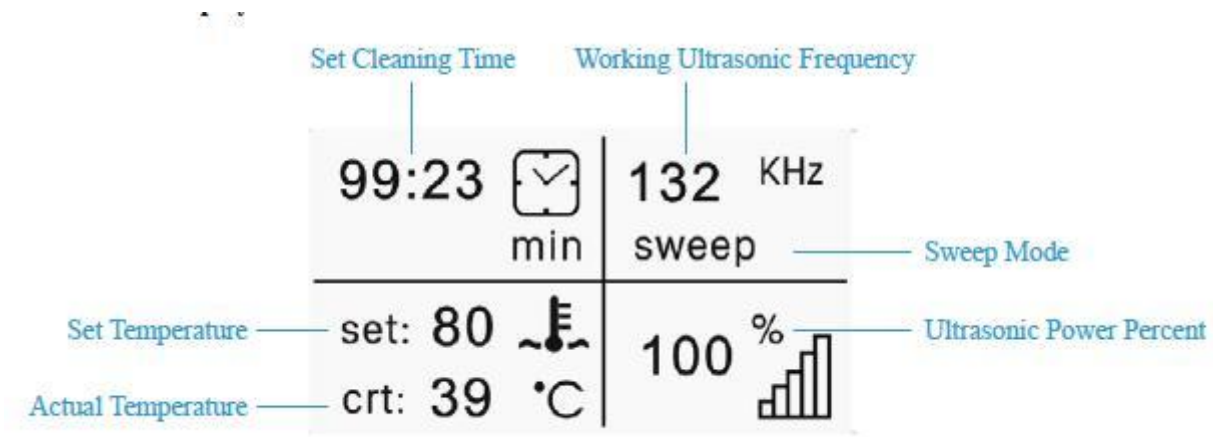 Set Cleaning Time
Working Ultrasonic Frequency
99:23
min
132 KHz
sweep
Sweep Mode
Set Temperature
set: 80
Actual Temperature
crt: 39 °C
100 %
Ultrasonic Power Percent